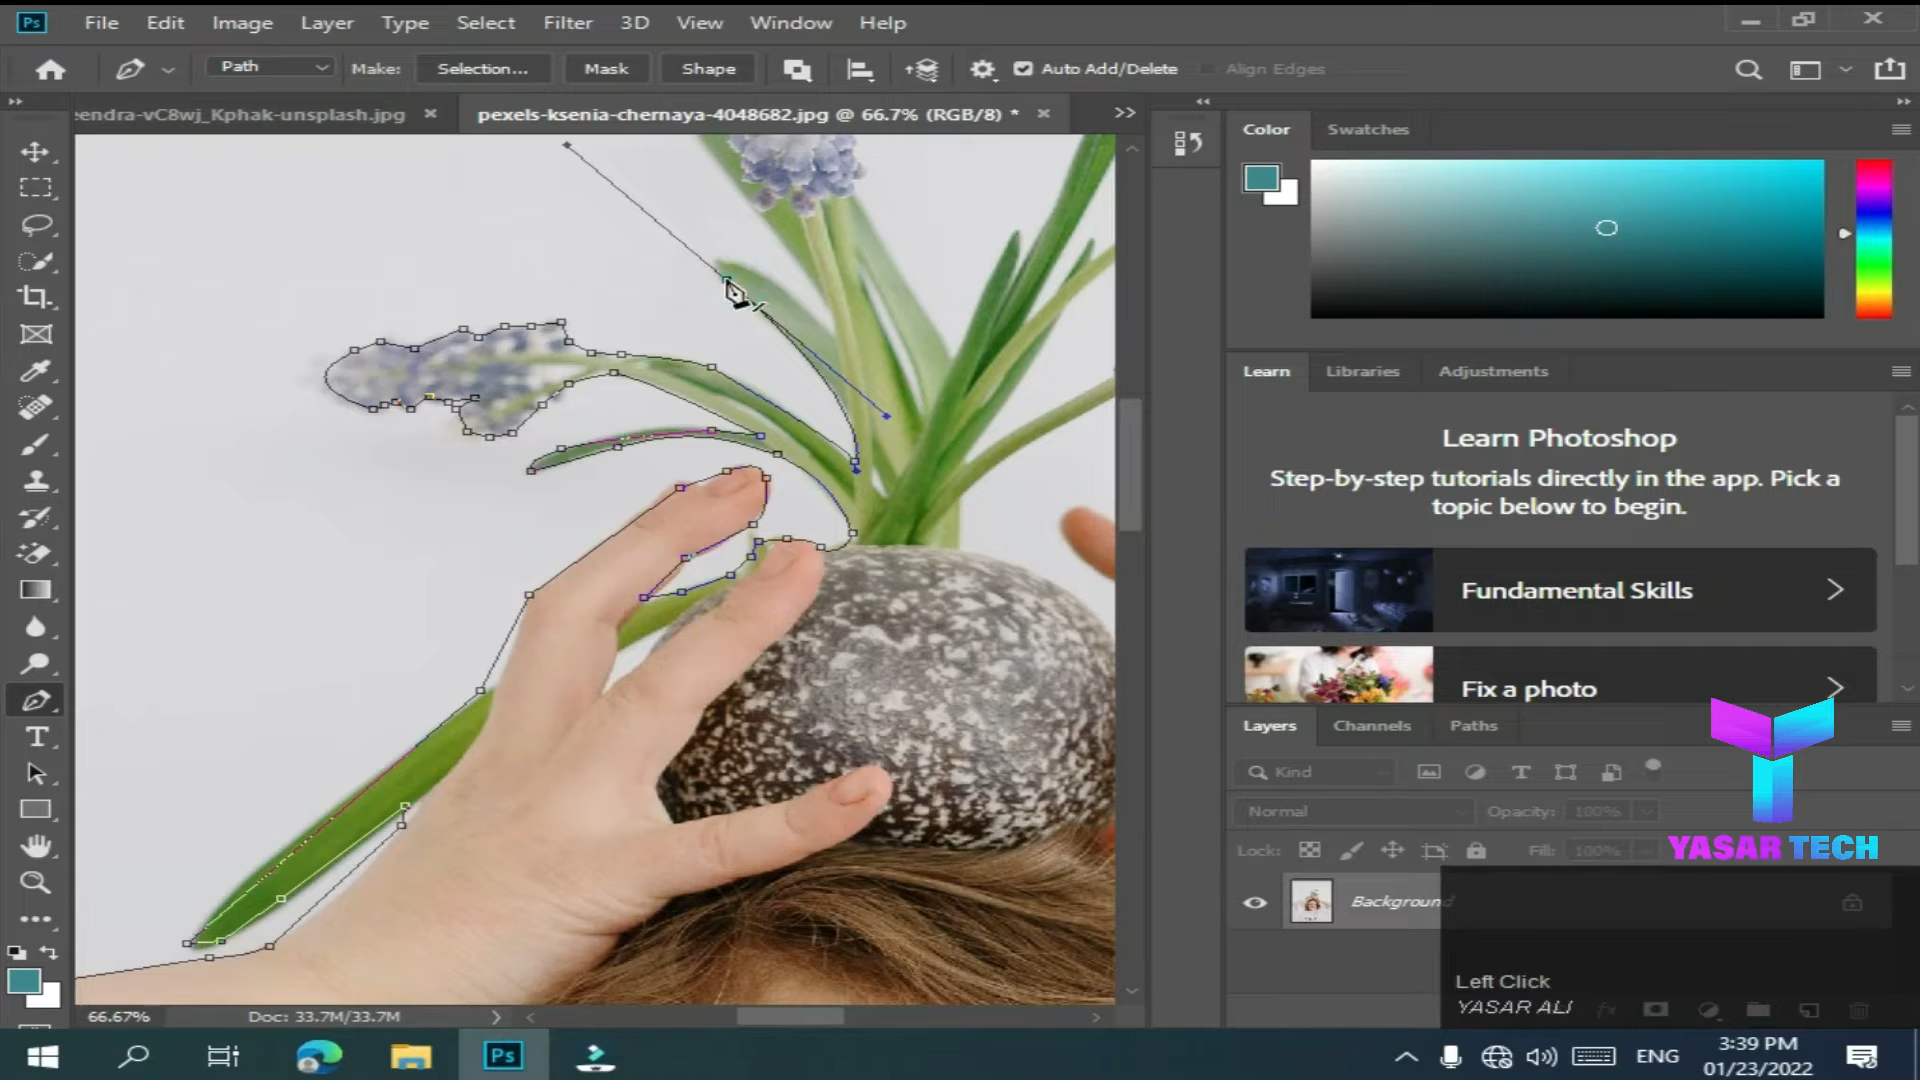 Ps File Edit Image Layer Type Select Filter 3D View Window Help
Path Make: Selection... Mask Shape Auto Add/Delete Align Edges
eendra-vC8wj_Kphak-unsplash.jpg × pexels-ksenia-chernaya-4048682.jpg @ 66.7% (RGB/8) * ×
Color Swatches
Learn Libraries Adjustments
Learn Photoshop
Step-by-step tutorials directly in the app. Pick a
topic below to begin.
Fundamental Skills
Fix a photo
Layers Channels Paths
Kind
Normal Opacity: 100%
Lock: Fill: 100%
YASAR TECH
Background
Left Click
YASAR ALI
fx
66.67% Doc: 33.7M/33.7M
Ps
ENG
3:39 PM
01/23/2022